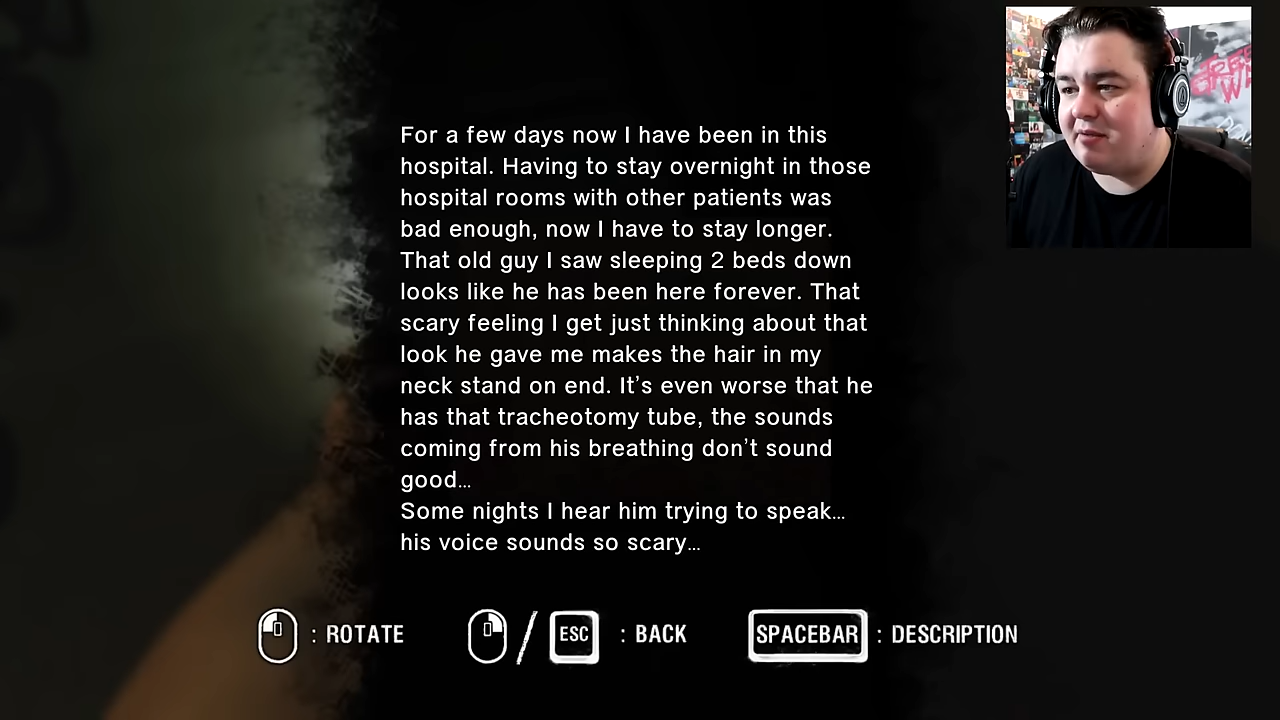 For a few days now I have been in this
hospital. Having to stay overnight in those
hospital rooms with other patients was
bad enough, now I have to stay longer.
That old guy I saw sleeping 2 beds down
looks like he has been here forever. That
scary feeling I get just thinking about that
look he gave me makes the hair in my
neck stand on end. It's even worse that he
has that tracheotomy tube, the sounds
coming from his breathing don't sound
good...
Some nights I hear him trying to speak...
his voice sounds so scary...
: ROTATE
/ ESC : BACK
SPACEBAR : DESCRIPTION